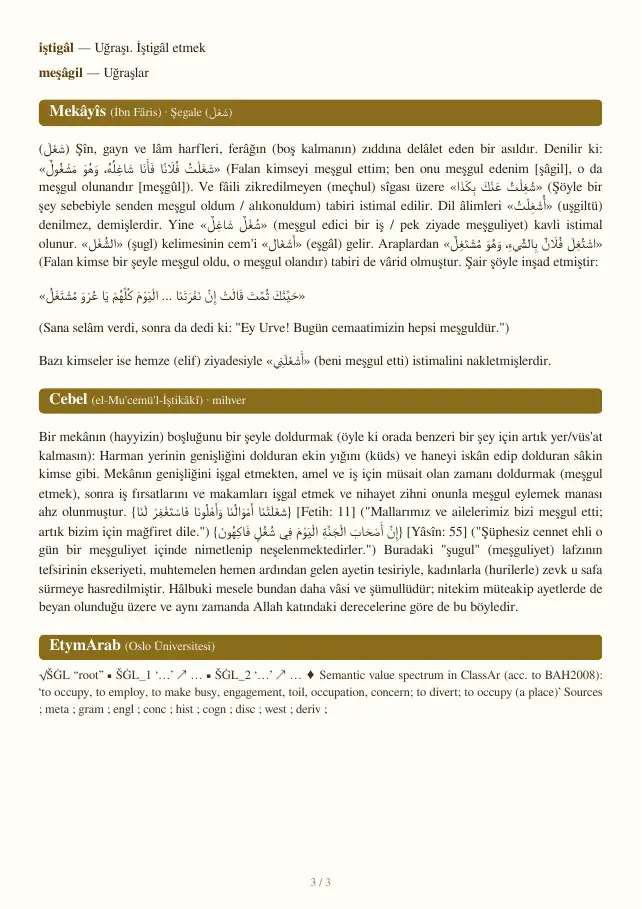 iştigâl — Uğraşı. İştigâl etmek
meşâgil — Uğraşlar
Mekâyîs (İbn Fâris) · Şegale (شَغَلَ)
(شَغَلَ) Şîn, gayn ve lâm harfleri, ferâğın (boş kalmanın) zıddına delâlet eden bir asıldır. Denilir ki:
«شَغَلْتُ فُلَانًا فَأَنَا شَاغِلُهُ، وَهُوَ مَشْغُولٌ» (Falan kimseyi meşgul ettim; ben onu meşgul edenim [şâgil], o da
meşgul olunandır [meşgûl]). Ve fâili zikredilmeyen (meçhul) sîgası üzere «شُغِلْتُ عَنْكَ بِكَذَا» (Şöyle bir
şey sebebiyle senden meşgul oldum / alıkonuldum) tabiri istimal edilir. Dil âlimleri «أُشْغِلْتُ» (uşgiltü)
denilmez, demişlerdir. Yine «شُغْلٌ شَاغِلٌ» (meşgul edici bir iş / pek ziyade meşguliyet) kavli istimal
olunur. «الشُّغْل» (şugl) kelimesinin cem'i «أَشْغَال» (eşgâl) gelir. Araplardan «اشْتُغِلَ فُلَانٌ بِالشَّيْءِ، وَهُوَ مُشْتَغِلٌ»
(Falan kimse bir şeyle meşgul oldu, o meşgul olandır) tabiri de vârid olmuştur. Şair şöyle inşad etmiştir:
«حَيَّتْكَ ثُمَّتَ قَالَتْ إِنَّ نَفْرَتَنَا ... الْيَوْمَ كُلَّهُمُ يَا عُرْوَ مُشْتَغَلُ»
(Sana selâm verdi, sonra da dedi ki: "Ey Urve! Bugün cemaatimizin hepsi meşguldür.")
Bazı kimseler ise hemze (elif) ziyadesiyle «أَشْغَلَنِي» (beni meşgul etti) istimalini nakletmişlerdir.
Cebel (el-Mu'cemü'l-İştikâkî) · mihver
Bir mekânın (hayyizin) boşluğunu bir şeyle doldurmak (öyle ki orada benzeri bir şey için artık yer/vüs'at
kalmasın): Harman yerinin genişliğini dolduran ekin yığını (küds) ve haneyi iskân edip dolduran sâkin
kimse gibi. Mekânın genişliğini işgal etmekten, amel ve iş için müsait olan zamanı doldurmak (meşgul
etmek), sonra iş fırsatlarını ve makamları işgal etmek ve nihayet zihni onunla meşgul eylemek manası
ahz olunmuştur. {شَغَلَتْنَا أَمْوَالُنَا وَأَهْلُونَا فَاسْتَغْفِرْ لَنَا} [Fetih: 11] ("Mallarımız ve ailelerimiz bizi meşgul etti;
artık bizim için mağfiret dile.") {إِنَّ أَصْحَابَ الْجَنَّةِ الْيَوْمَ فِي شُغُلٍ فَاكِهُونَ} [Yâsîn: 55] ("Şüphesiz cennet ehli o
gün bir meşguliyet içinde nimetlenip neşelenmektedirler.") Buradaki "şugul" (meşguliyet) lafzının
tefsirinin ekseriyeti, muhtemelen hemen ardından gelen ayetin tesiriyle, kadınlarla (hurilerle) zevk u safa
sürmeye hasredilmiştir. Hâlbuki mesele bundan daha vâsi ve şümullüdür; nitekim müteakip ayetlerde de
beyan olunduğu üzere ve aynı zamanda Allah katındaki derecelerine göre de bu böyledir.
EtymArab (Oslo Üniversitesi)
√ŠĠL “root” ▪ ŠĠL_1 ‘…’ ↗ … ▪ ŠĠL_2 ‘…’ ↗ … ♦ Semantic value spectrum in ClassAr (acc. to BAH2008):
‘to occupy, to employ, to make busy, engagement, toil, occupation, concern; to divert; to occupy (a place)’ Sources
; meta ; gram ; engl ; conc ; hist ; cogn ; disc ; west ; deriv ;
3 / 3